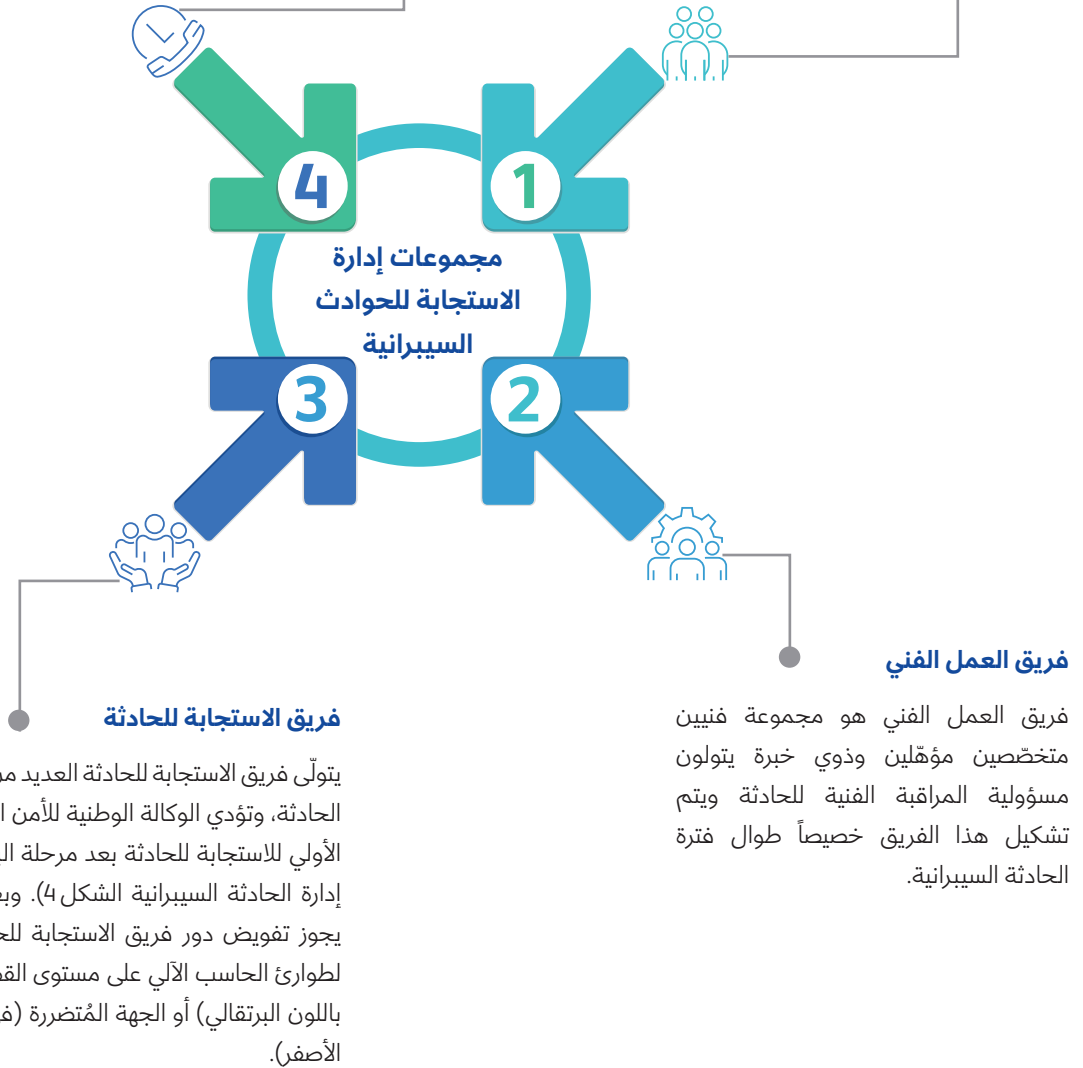 4
1
مجموعات إدارة
الاستجابة للحوادث
السيبرانية
3
2
فريق العمل الفني
فريق العمل الفني هو مجموعة فنيين
متخصّصين مؤهّلين وذوي خبرة يتولون
مسؤولية المراقبة الفنية للحادثة ويتم
تشكيل هذا الفريق خصيصاً طوال فترة
الحادثة السيبرانية.
فريق الاستجابة للحادثة
يتولّى فريق الاستجابة للحادثة العديد
الحادثة، وتؤدي الوكالة الوطنية للأمن
الأولي للاستجابة للحادثة بعد مرحلة
إدارة الحادثة السيبرانية الشكل 4).
يجوز تفويض دور فريق الاستجابة
لطوارئ الحاسب الآلي على مستوى
باللون البرتقالي) أو الجهة المُتضررة
الأصفر).